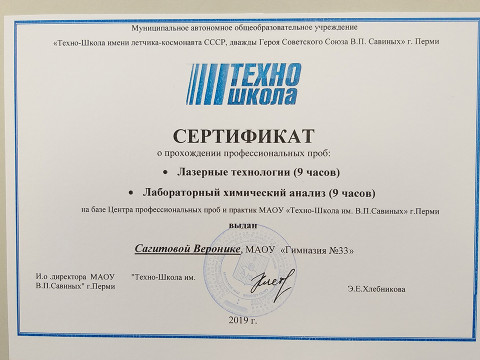 Муниципальное автономное общеобразовательное учреждение
«Техно-Школа имени летчика-космонавта СССР, дважды Героя Советского Союза В.П. Савиных» г. Перми
ТЕХНО
ШКОЛА
СЕРТИФИКАТ
о прохождении профессиональных проб:
• Лазерные технологии (9 часов)
• Лабораторный химический анализ (9 часов)
на базе Центра профессиональных проб и практик МАОУ «Техно-Школа им. В.П.Савиных» г.Перми
выдан
Сагитовой Веронике, МАОУ «Гимназия №33»
И.о .директора МАОУ "Техно-Школа им.
В.П.Савиных" г.Перми
Э.Е.Хлебникова
2019 г.